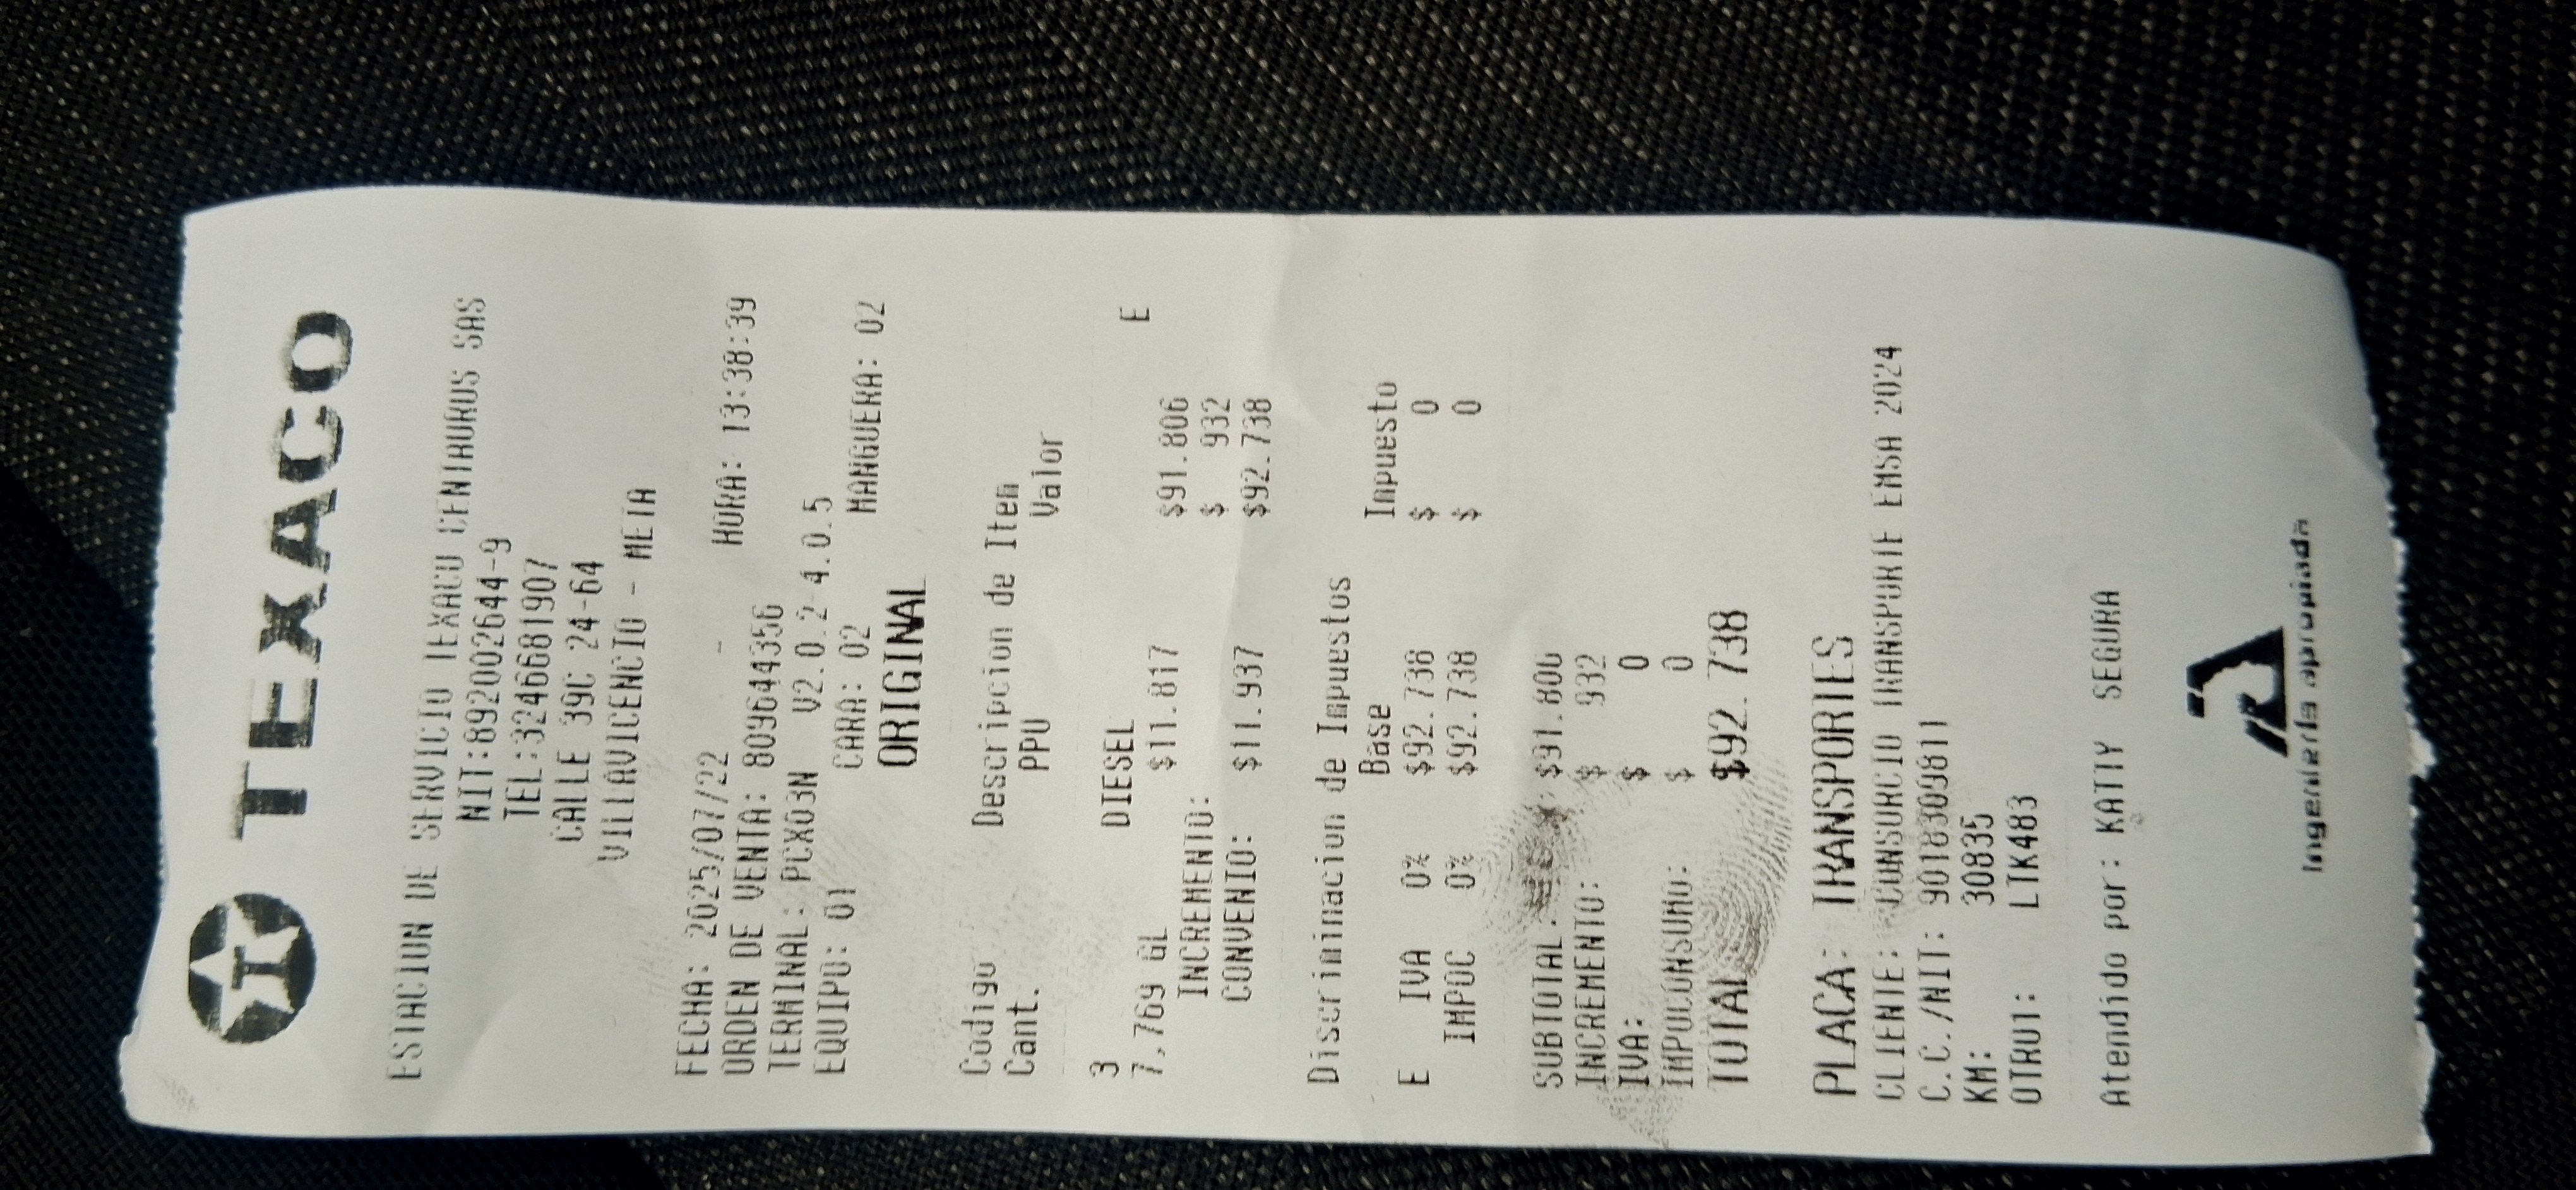 TEXACO
ESTACION DE SERVICIO TEXACO CENTAURUS SAS
NIT:892002644-9
TEL:3246681907
CALLE 39C 24-64
VILLAVICENCIO - META
FECHA: 2025/07/22 - HORA: 13:38:39
ORDEN DE VENTA: 809644356
TERMINAL: PCX03N V2.0.2-4.0.5
EQUIPO: 01 CARA: 02 MANGUERA: 02
ORIGINAL
Codigo Descripcion de Item
Cant. PPU Valor
3 DIESEL E
7,769 GL $11.817 $91.806
INCREMENTO: $ 932
CONVENIO: $11.937 $92.738
Discriminacion de Impuestos
Base Impuesto
E IVA 0% $92.738 $ 0
IMPOC 0% $92.738 $ 0
SUBTOTAL: $91.806
INCREMENTO: $ 932
IVA: $ 0
IMPOCONSUMO: $ 0
TOTAL $92.738
PLACA: TRANSPORTES
CLIENTE: CONSORCIO TRANSPORTE EMSA 2024
C.C./NIT: 9018309811
KM: 30835
OTRO1: LTK483
Atendido por: KATTY SEGURA
Ingeniería apropiada